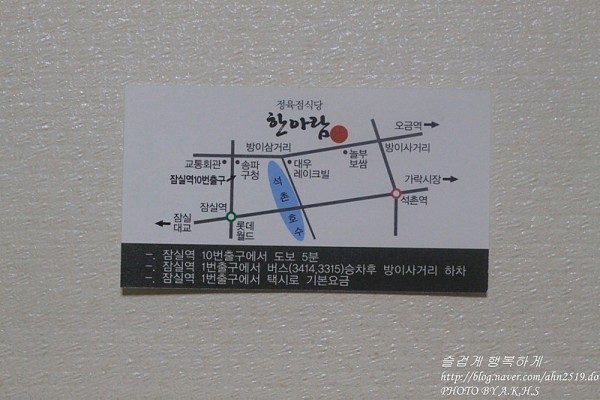 정육점식당
한아람
오금역
방이삼거리
방이사거리
교통회관
송파
구청
대우
레이크빌
놀부
보쌈
잠실역10번출구
가락시장
석촌호수
잠실역
석촌역
잠실
대교
롯데
월드
-. 잠실역 10번출구에서 도보 5분
-. 잠실역 1번출구에서 버스(3414,3315)승차후 방이사거리 하차
-. 잠실역 1번출구에서 택시로 기본요금
즐겁게 행복하게~
http://blog.naver.com/ahn2519.do
PHOTO BY A.K.H.S